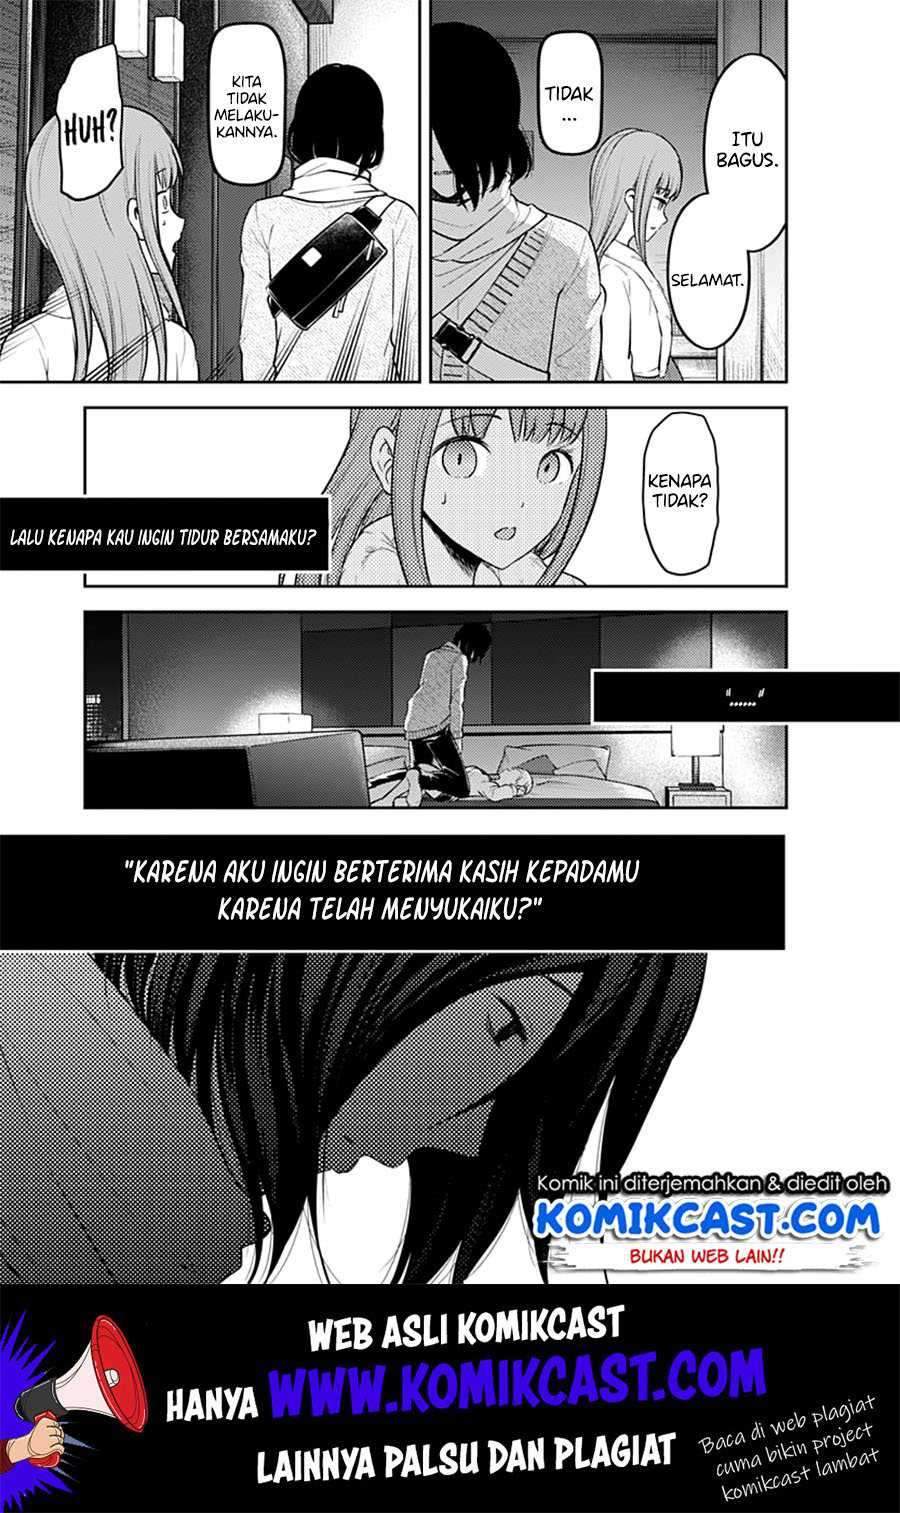 ITU
BAGUS.
SELAMAT.
TIDAK
...
KITA
TIDAK
MELAKU-
KANNYA.
HUH?
KENAPA
TIDAK?
LALU KENAPA KAU INGIN TIDUR BERSAMAKU?
"......"
"KARENA AKU INGIN BERTERIMA KASIH KEPADAMU
KARENA TELAH MENYUKAIKU?"
Komik ini diterjemahkan & diedit oleh
KOMIKCAST.COM
BUKAN WEB LAIN!!
WEB ASLI KOMIKCAST
HANYA WWW.KOMIKCAST.COM
LAINNYA PALSU DAN PLAGIAT
Baca di web plagiat
cuma bikin project
komikcast lambat